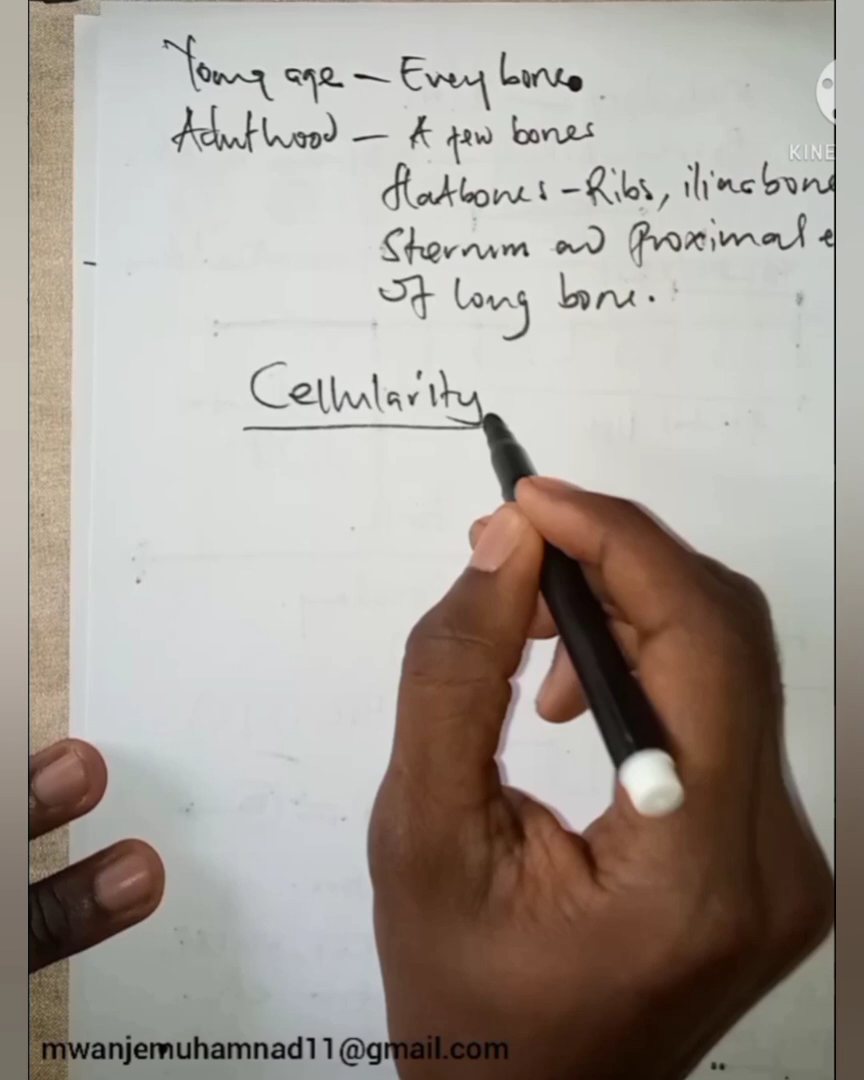 Young age – Every bone.
Adulthood – A few bones
flatbones – Ribs, iliac bone
Sternum and Proximal e
Of long bone.
Cellularity
KINE
mwanjemuhamnad11@gmail.com